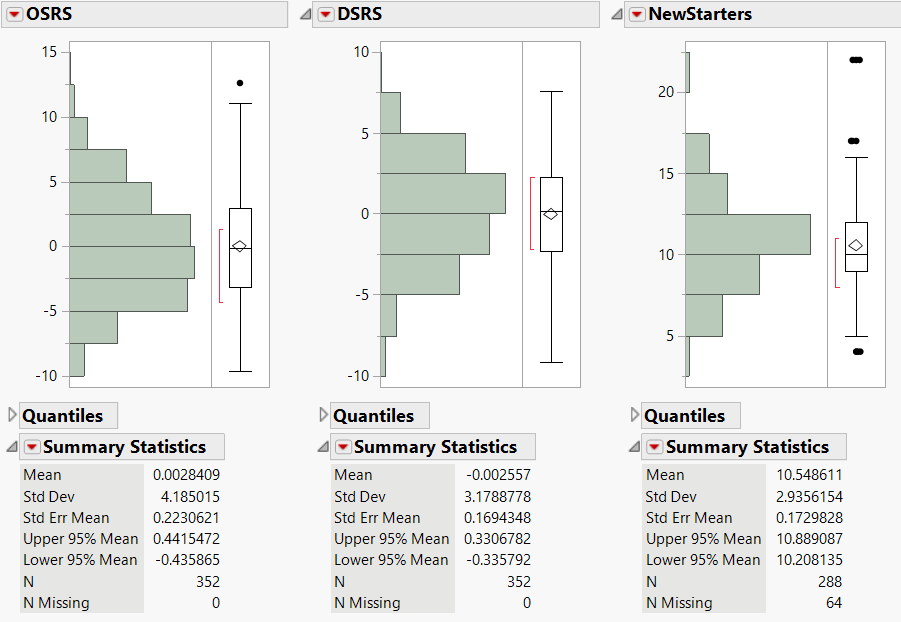 OSRS
15
10
5
0
-5
-10
Quantiles
Summary Statistics
Mean 0.0028409
Std Dev 4.185015
Std Err Mean 0.2230621
Upper 95% Mean 0.4415472
Lower 95% Mean -0.435865
N 352
N Missing 0
DSRS
10
5
0
-5
-10
Quantiles
Summary Statistics
Mean -0.002557
Std Dev 3.1788778
Std Err Mean 0.1694348
Upper 95% Mean 0.3306782
Lower 95% Mean -0.335792
N 352
N Missing 0
NewStarters
20
15
10
5
Quantiles
Summary Statistics
Mean 10.548611
Std Dev 2.9356154
Std Err Mean 0.1729828
Upper 95% Mean 10.889087
Lower 95% Mean 10.208135
N 288
N Missing 64